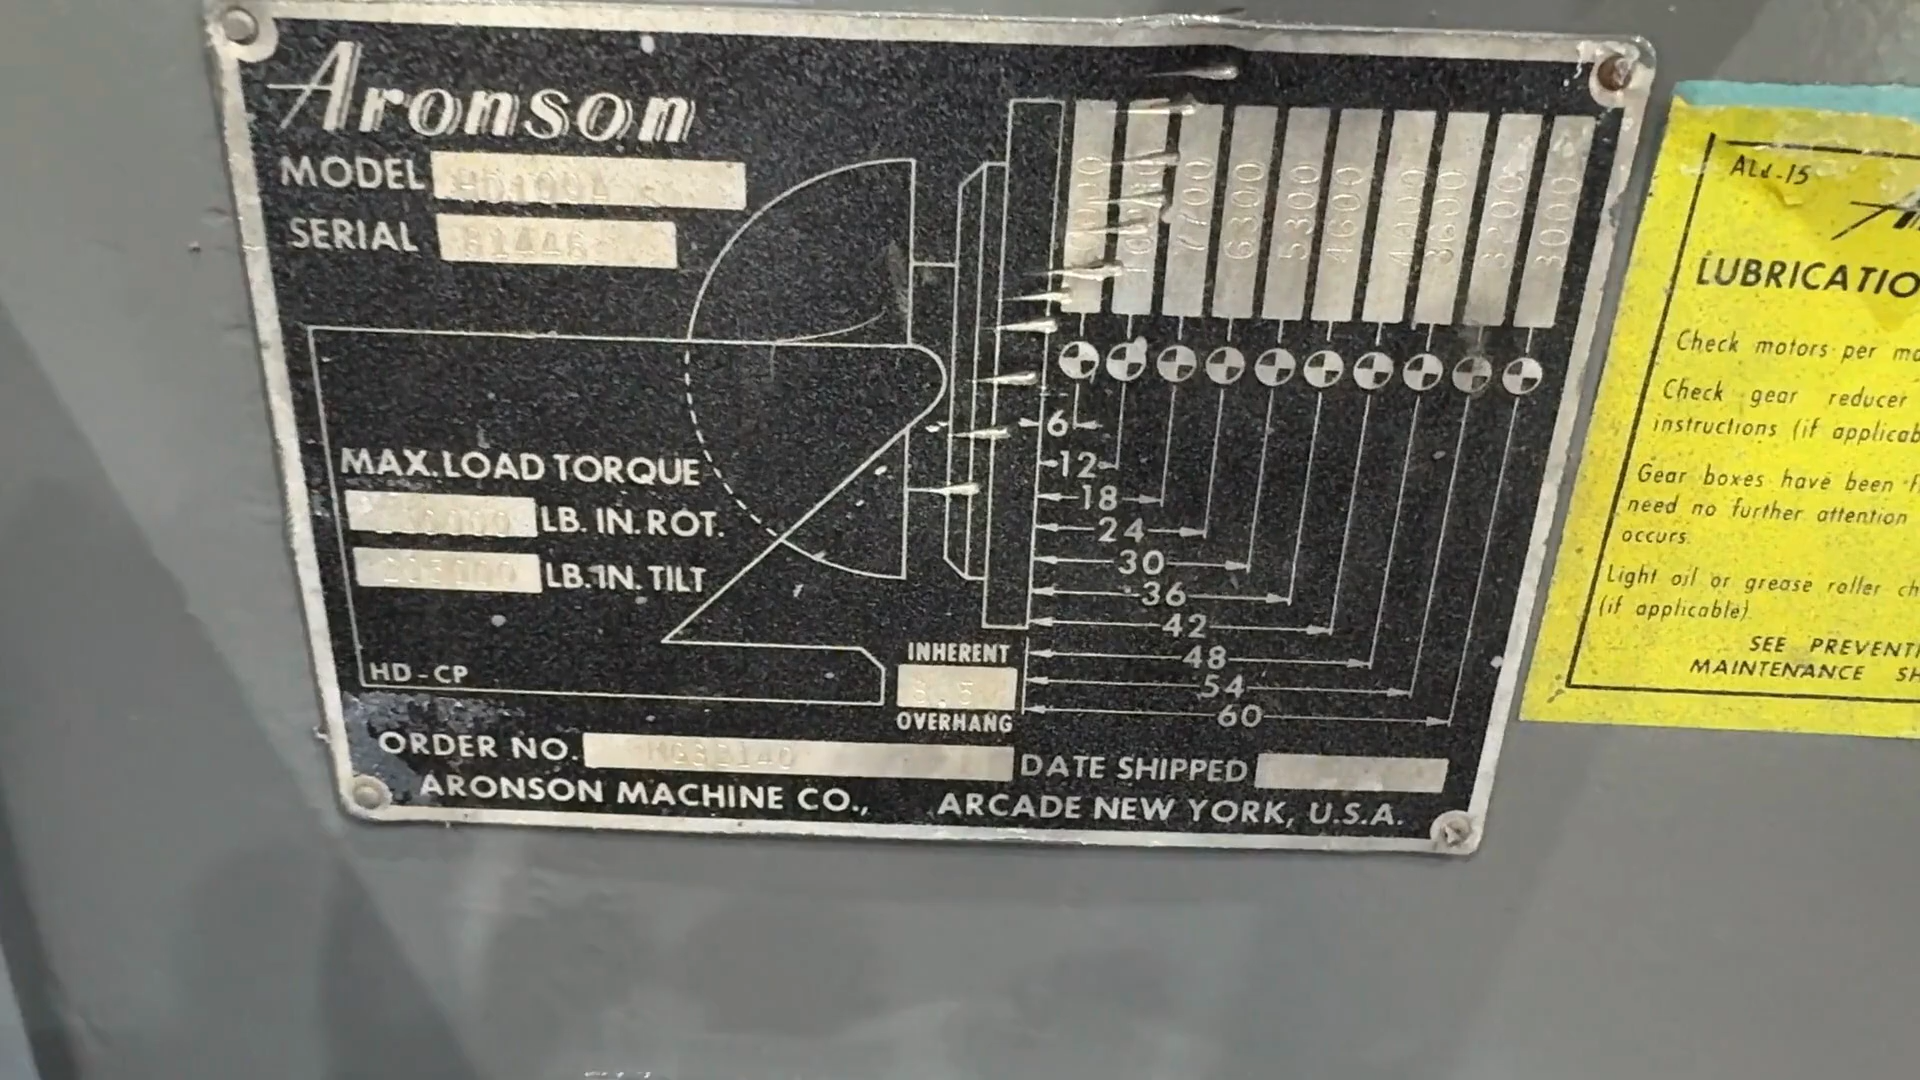 Aronson
MODEL HD100A
SERIAL
7700
6300
5300
4600
4000
3600
3200
3000
6
12
18
24
30
36
42
48
54
60
MAX. LOAD TORQUE
LB. IN. ROT.
LB. IN. TILT
HD-CP
INHERENT
OVERHANG
ORDER NO.
DATE SHIPPED
ARONSON MACHINE CO., ARCADE NEW YORK, U.S.A.
LUBRICATIO
Check motors per
Check gear reducer
instructions (if applicab
Gear boxes have been
need no further attention
occurs.
Light oil or grease roller ch
(if applicable).
SEE PREVENT
MAINTENANCE SH